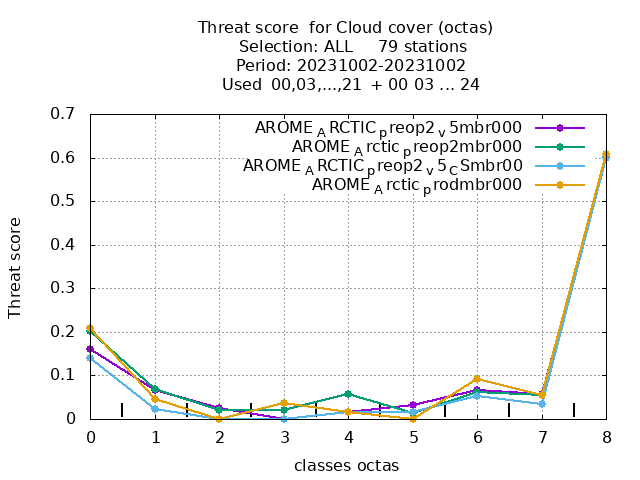 Threat score  for Cloud cover (octas)
Selection: ALL     79 stations
Period: 20231002-20231002
Used  00,03,...,21  + 00 03 ... 24
AROME_ARCTIC_preop2_v5mbr000
AROME_Arctic_preop2mbr000
AROME_ARCTIC_preop2_v5_CSmbr00
AROME_Arctic_prodmbr000
0.7
0.6
0.5
0.4
0.3
0.2
0.1
0
Threat score
0 1 2 3 4 5 6 7 8
classes octas